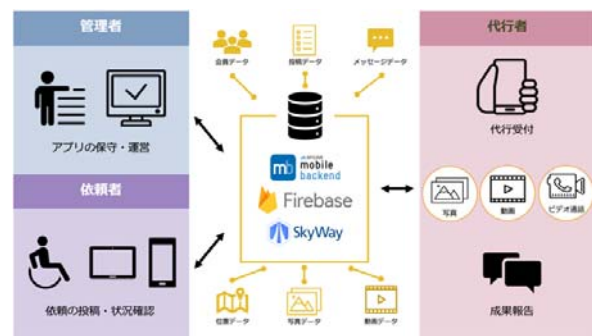 管理者
アプリの保守・運営
依頼者
依頼の投稿・状況確認
会員データ
投稿データ
メッセージデータ
mb
mobile
backend
Firebase
SkyWay
位置データ
写真データ
動画データ
代行者
代行受付
写真
動画
ビデオ通話
成果報告